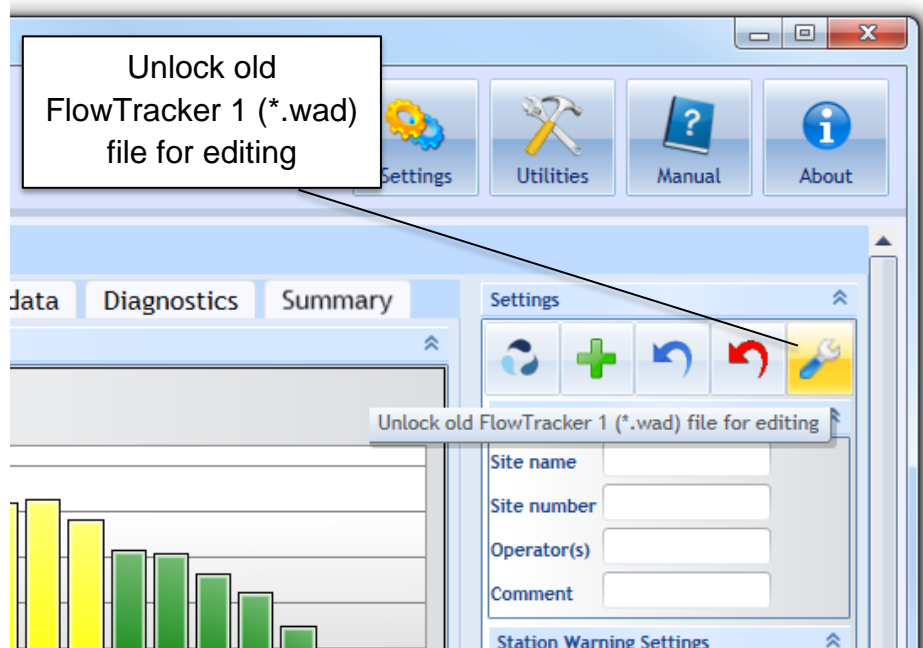 Unlock old
FlowTracker 1 (*.wad)
file for editing
Settings
Utilities
Manual
About
data
Diagnostics
Summary
Settings
Unlock old FlowTracker 1 (*.wad) file for editing
Site name
Site number
Operator(s)
Comment
Station Warning Settings